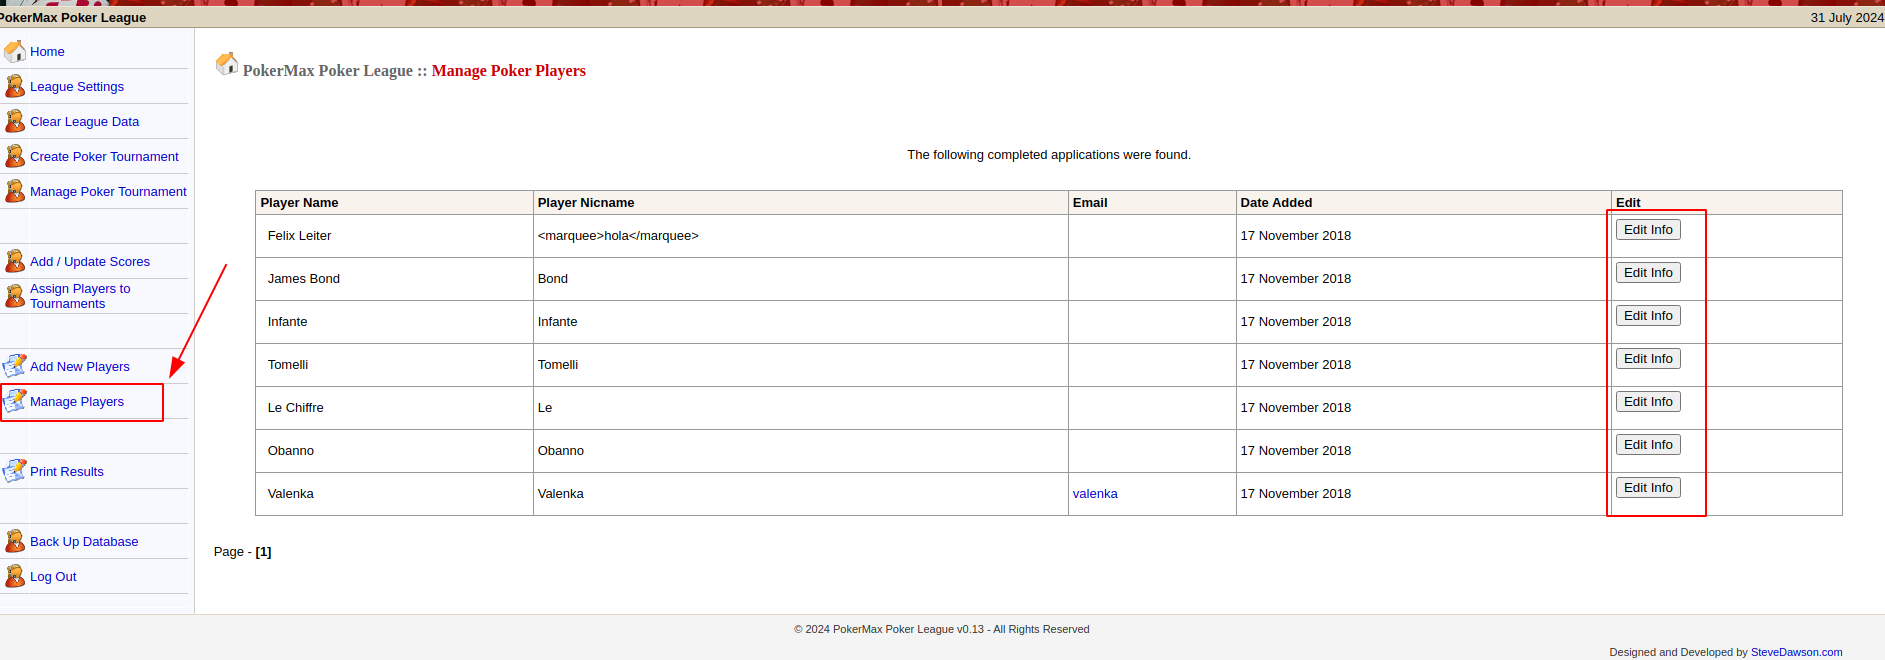 PokerMax Poker League
31 July 2024
Home
League Settings
Clear League Data
Create Poker Tournament
Manage Poker Tournament
Add / Update Scores
Assign Players to
Tournaments
Add New Players
Manage Players
Print Results
Back Up Database
Log Out
PokerMax Poker League :: Manage Poker Players
The following completed applications were found.
Player Name Player Nicname Email Date Added Edit
Felix Leiter <marquee>hola</marquee> 17 November 2018 Edit Info
James Bond Bond 17 November 2018 Edit Info
Infante Infante 17 November 2018 Edit Info
Tomelli Tomelli 17 November 2018 Edit Info
Le Chiffre Le 17 November 2018 Edit Info
Obanno Obanno 17 November 2018 Edit Info
Valenka Valenka valenka 17 November 2018 Edit Info
Page - [1]
© 2024 PokerMax Poker League v0.13 - All Rights Reserved
Designed and Developed by SteveDawson.com